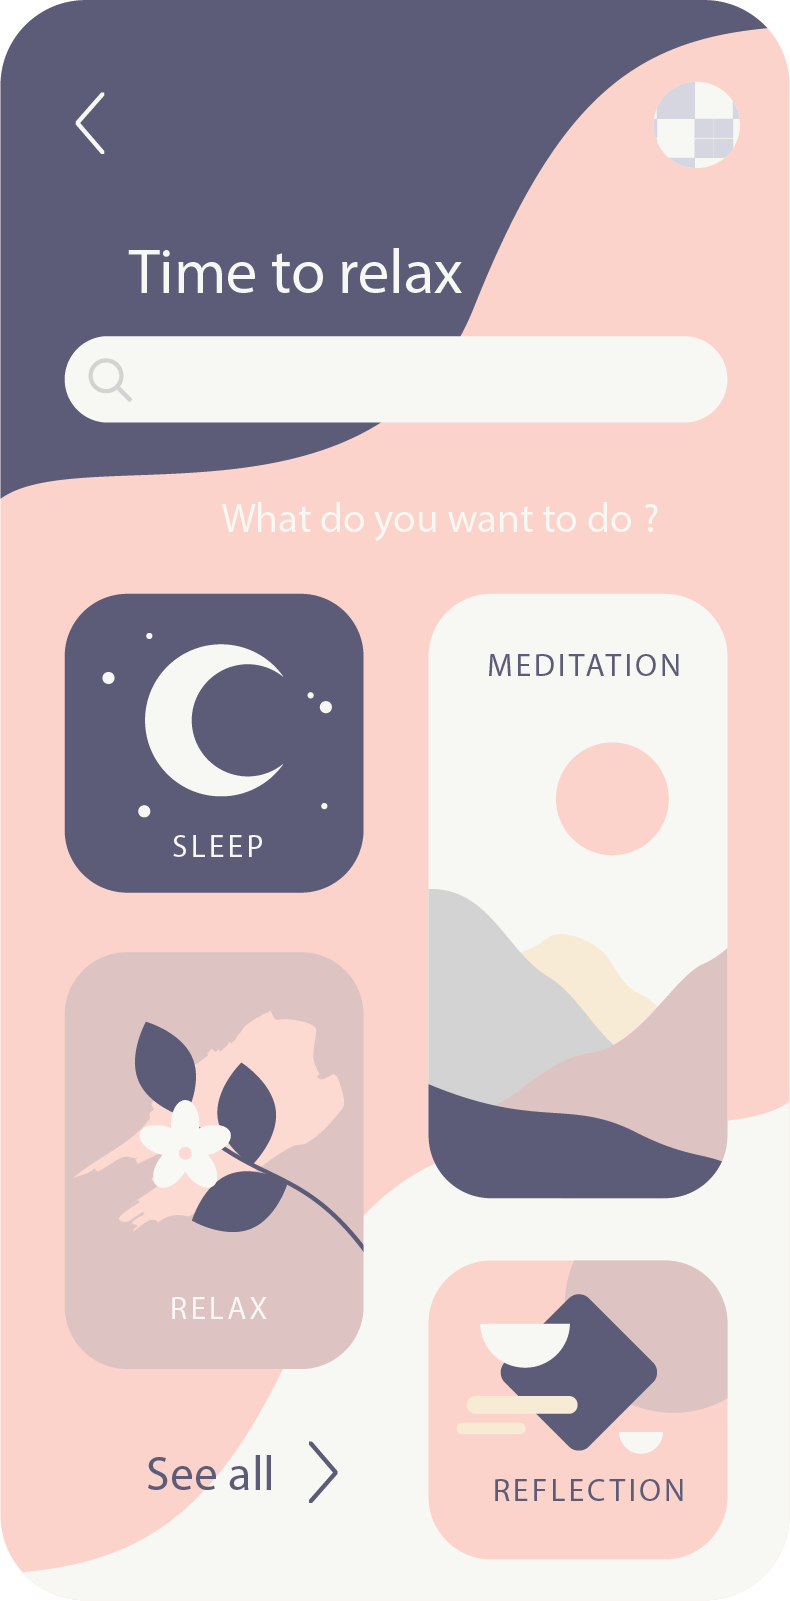 Time to relax
What do you want to do ?
SLEEP
MEDITATION
RELAX
REFLECTION
See all